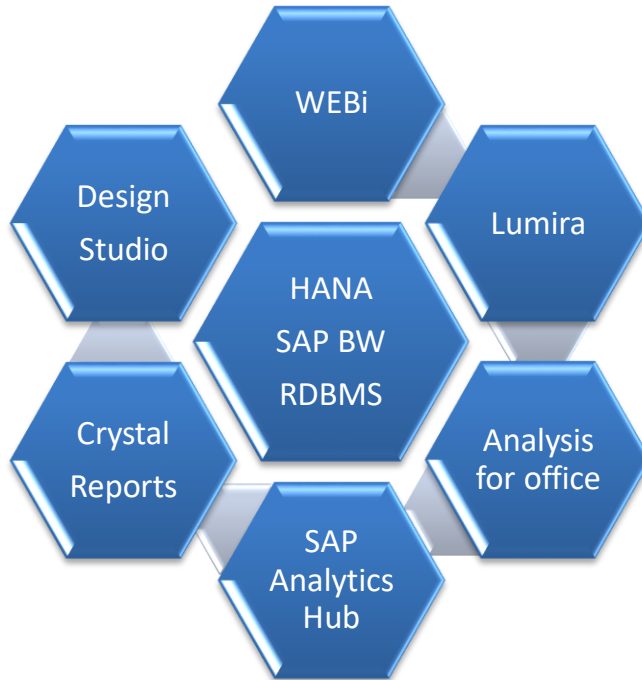 WEBi
Design
Studio
Lumira
HANA
SAP BW
RDBMS
Crystal
Reports
Analysis
for office
SAP
Analytics
Hub